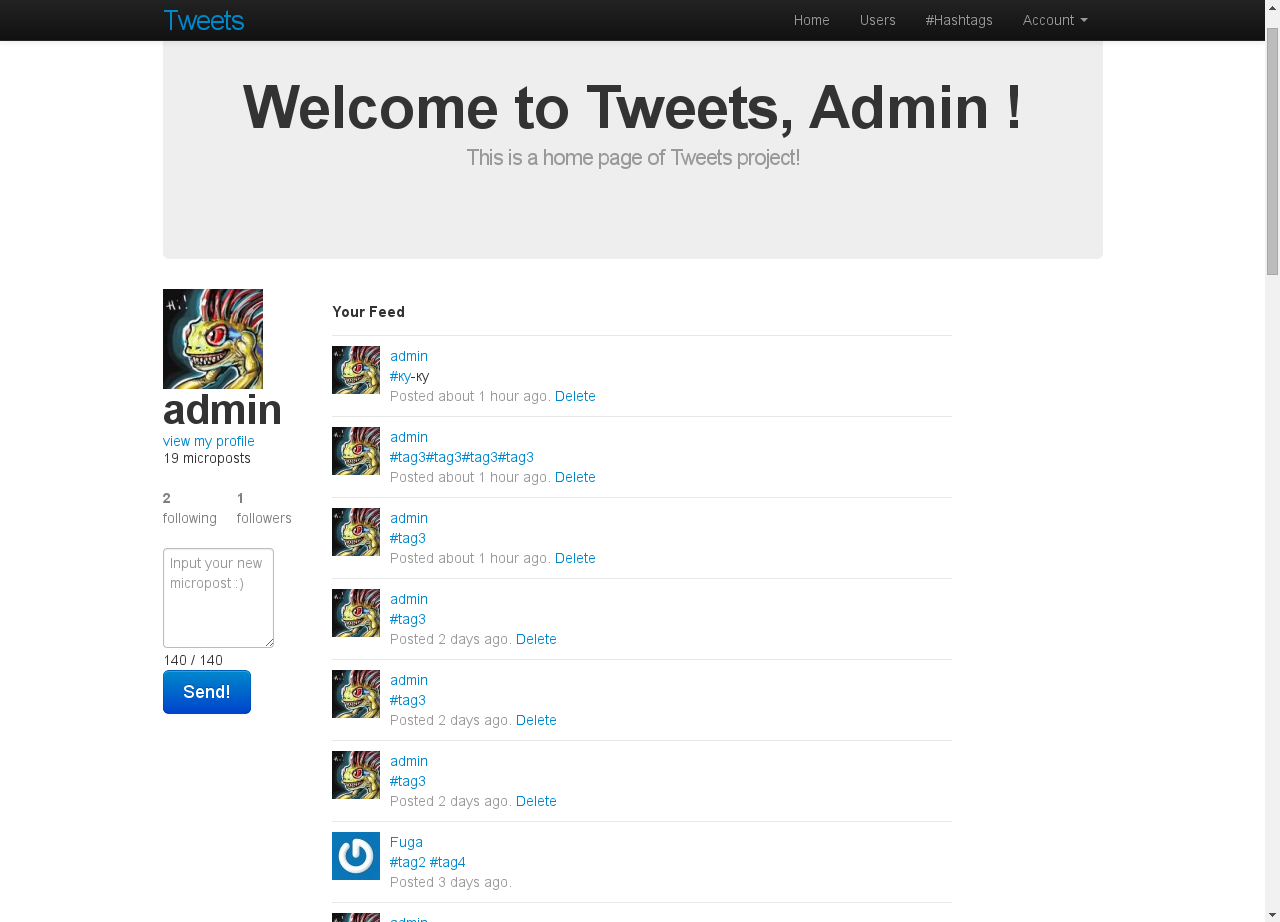 Tweets
Home Users #Hashtags Account
Welcome to Tweets, Admin !
This is a home page of Tweets project!
Hi!
admin
view my profile
19 microposts
2 1
following followers
Input your new
micropost :)
140 / 140
Send!
Your Feed
admin
#ку-ку
Posted about 1 hour ago. Delete
admin
#tag3#tag3#tag3#tag3
Posted about 1 hour ago. Delete
admin
#tag3
Posted about 1 hour ago. Delete
admin
#tag3
Posted 2 days ago. Delete
admin
#tag3
Posted 2 days ago. Delete
admin
#tag3
Posted 2 days ago. Delete
Fuga
#tag2 #tag4
Posted 3 days ago.
admin